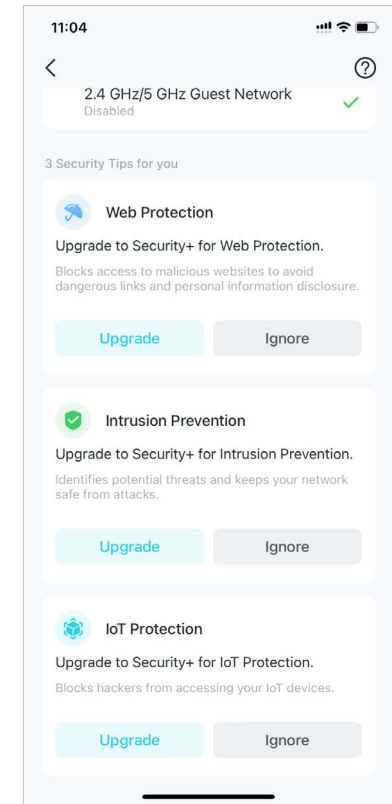 11:04
2.4 GHz/5 GHz Guest Network
Disabled
3 Security Tips for you
Web Protection
Upgrade to Security+ for Web Protection.
Blocks access to malicious websites to avoid
dangerous links and personal information disclosure.
Upgrade Ignore
Intrusion Prevention
Upgrade to Security+ for Intrusion Prevention.
Identifies potential threats and keeps your network
safe from attacks.
Upgrade Ignore
IoT Protection
Upgrade to Security+ for IoT Protection.
Blocks hackers from accessing your IoT devices.
Upgrade Ignore